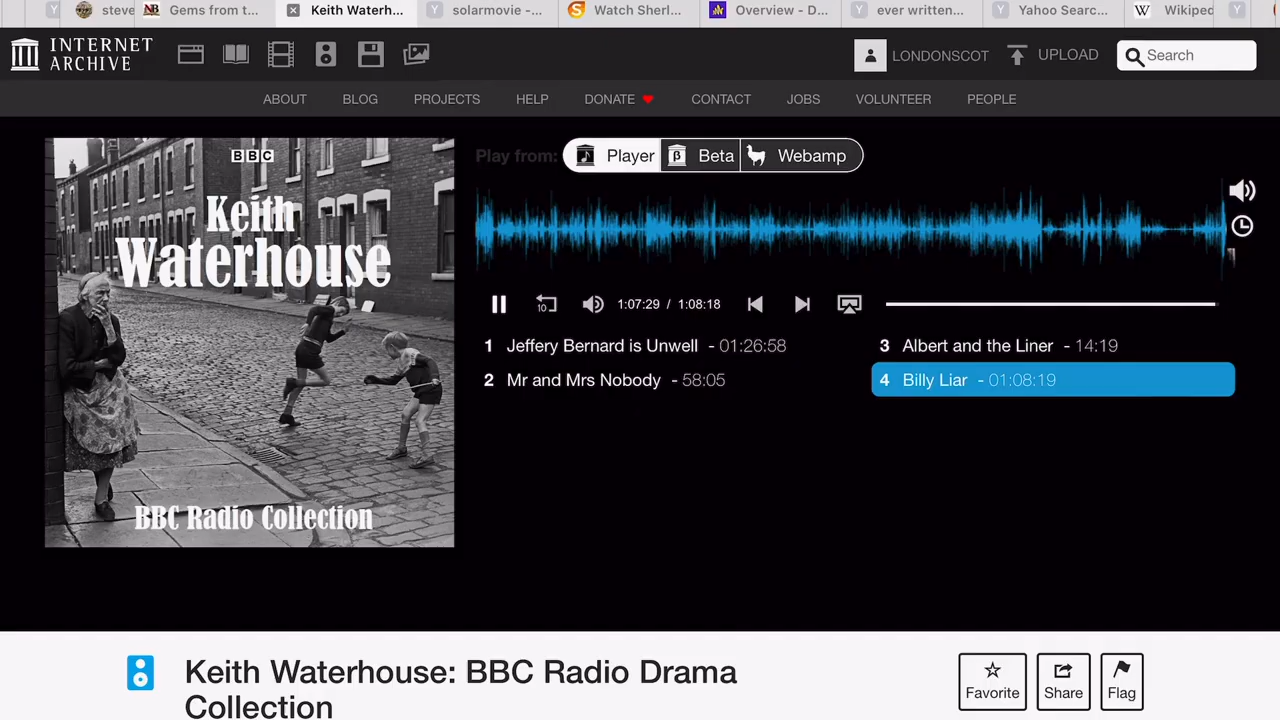 steve
Gems from t...
Keith Waterh...
solarmovie -...
Watch Sherl...
Overview - D...
ever written...
Yahoo Searc...
Wikiped
INTERNET
ARCHIVE
LONDONSCOT
UPLOAD
Search
ABOUT
BLOG
PROJECTS
HELP
DONATE
CONTACT
JOBS
VOLUNTEER
PEOPLE
BBC
Keith
Waterhouse
BBC Radio Collection
Play from:
Player
Beta
Webamp
10
1:07:29 / 1:08:18
1 Jeffery Bernard is Unwell - 01:26:58
2 Mr and Mrs Nobody - 58:05
3 Albert and the Liner - 14:19
4 Billy Liar - 01:08:19
Keith Waterhouse: BBC Radio Drama
Collection
Favorite
Share
Flag